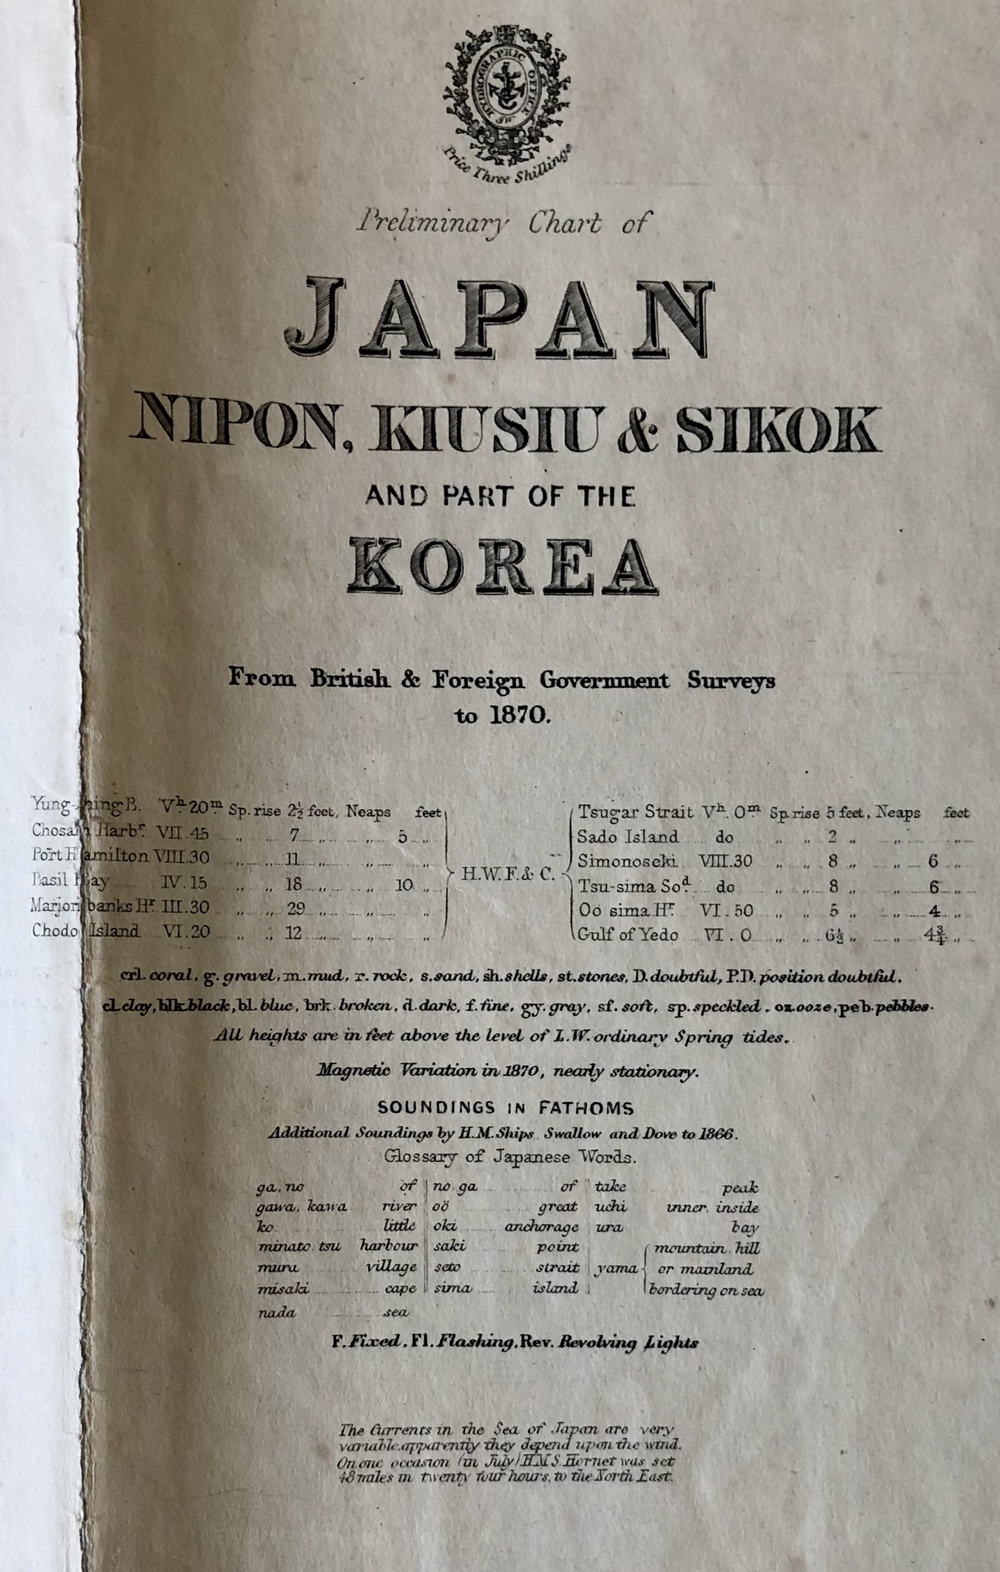 HYDROGRAPHIC OFFICE
Price Three Shillings
Preliminary Chart of
JAPAN
NIPON, KIUSIU & SIKOK
AND PART OF THE
KOREA
From British & Foreign Government Surveys
to 1870.
Yung-hing B. Vh. 20m Sp. rise 2½ feet, Neaps feet
Chosan Harbr. VII.45 „ „ 7 „ „ 5 „
Port Hamilton VIII.30 „ „ 11 „ „ „
Basil Bay IV.15 „ „ 18 „ „ 10 „
Marjoribanks Hr. III.30 „ „ 29 „ „ „
Chodo Island VI.20 „ „ 12 „ „ „
H.W.F.& C.
Tsugar Strait Vh. 0m Sp. rise 5 feet, Neaps feet
Sado Island do „ „ 2 „ „ „
Simonoseki VIII.30 „ „ 8 „ „ 6 „
Tsu-sima Sod. do „ „ 8 „ „ 6 „
Oö sima Hr. VI.50 „ „ 5 „ „ 4 „
Gulf of Yedo VI.0 „ „ 6½ „ „ 4¾ „
crl. coral, g. gravel, m. mud, r. rock, s. sand, sh. shells, st. stones, D. doubtful, P.D. position doubtful.
cl. clay, blk. black, bl. blue, brk. broken, d. dark, f. fine, gy. gray, sf. soft, sp. speckled. oz. ooze, peb. pebbles.
All heights are in feet above the level of L.W. ordinary Spring tides.
Magnetic Variation in 1870, nearly stationary.
SOUNDINGS IN FATHOMS
Additional Soundings by H.M. Ships Swallow and Dove to 1866.
Glossary of Japanese Words.
ga, no of no ga of take peak
gawa, kawa river oö great uchi inner. inside
ko little oki anchorage ura bay
minato tsu harbour saki point mountain. hill
mura village seto strait yama or mainland
misaki cape sima island bordering on sea
nada sea
F. Fixed. Fl. Flashing. Rev. Revolving Lights
The Currents in the Sea of Japan are very
variable, apparently they depend upon the wind.
On one occasion (in July) H.M.S. Hornet was set
48 miles in twenty four hours, to the North East.